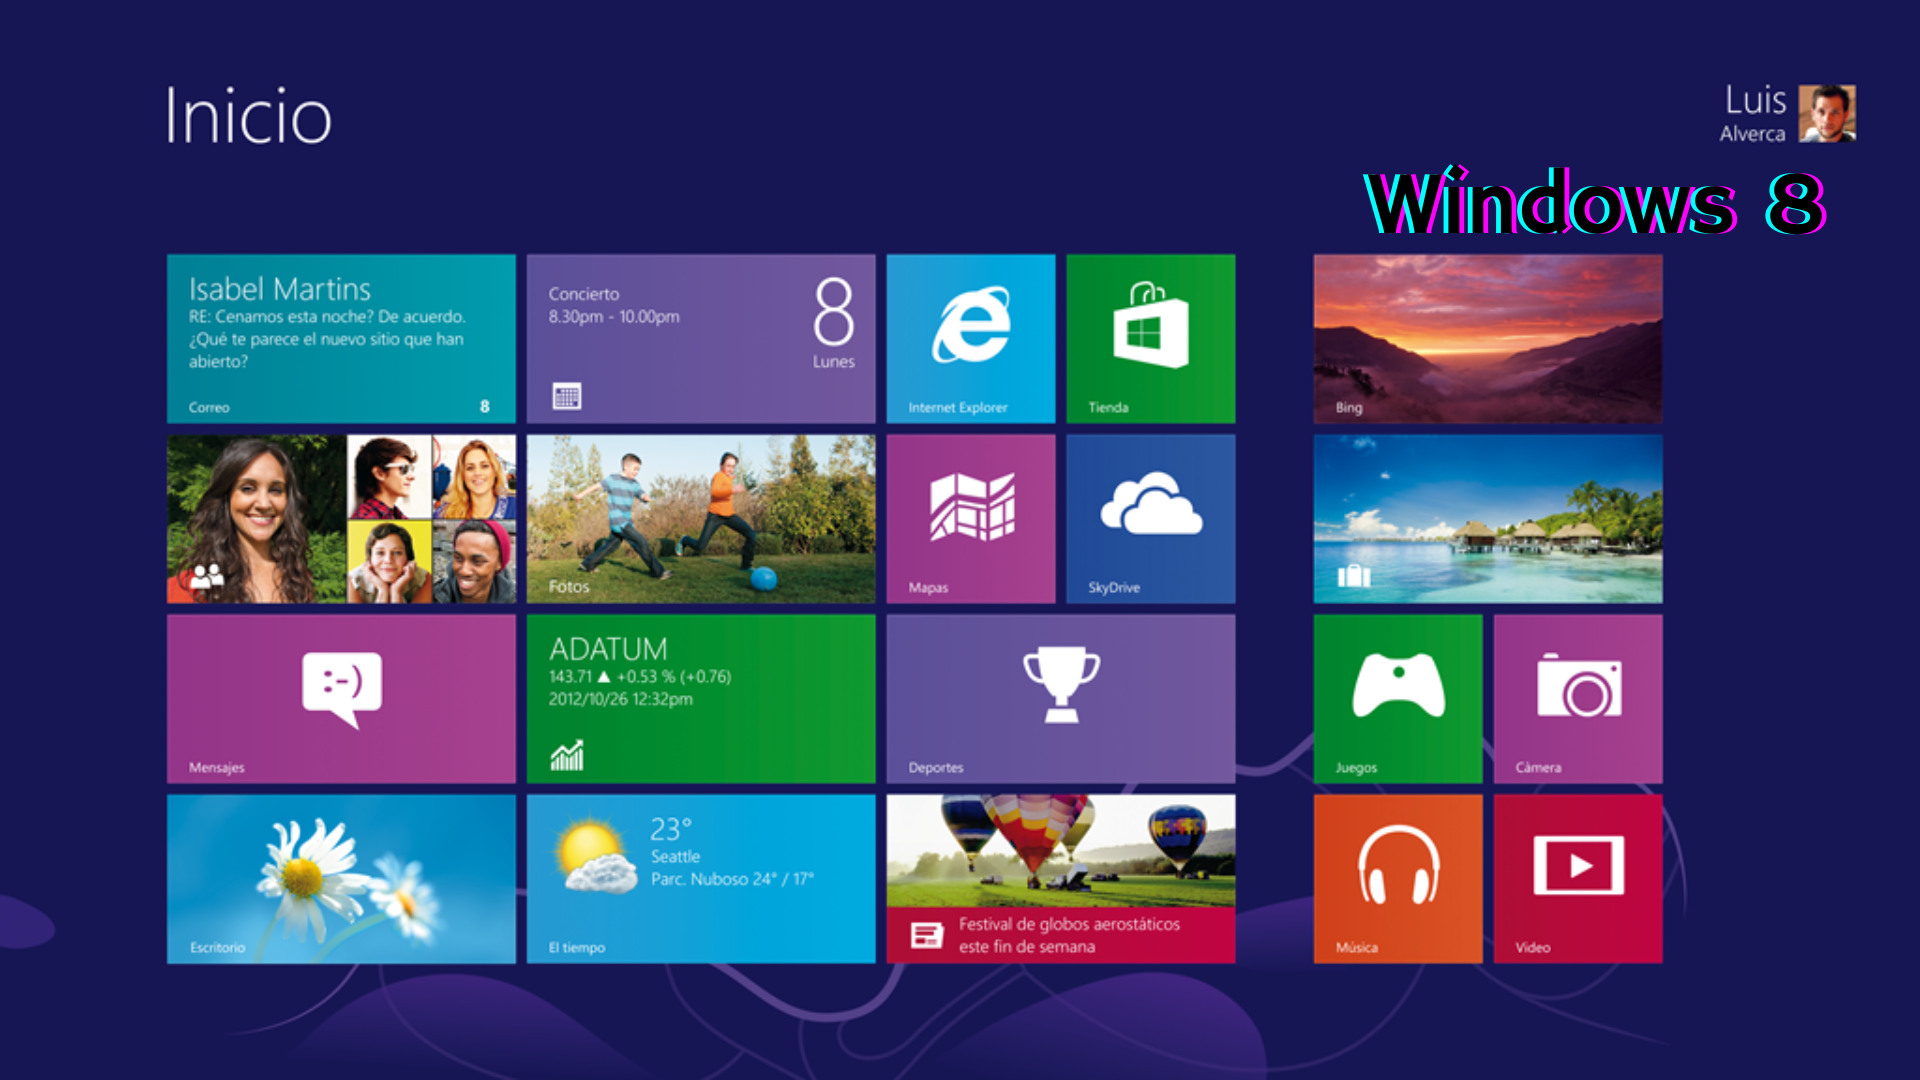 Inicio
Luis
Alverca
Windows 8
Isabel Martins
RE: Cenamos esta noche? De acuerdo.
¿Qué te parece el nuevo sitio que han
abierto?
Correo
8
Concierto
8.30pm - 10.00pm
8
Lunes
Internet Explorer
Tienda
Bing
Fotos
Mapas
SkyDrive
:-)
Mensajes
ADATUM
143.71 ▲ +0.53 % (+0.76)
2012/10/26 12:32pm
Deportes
Juegos
Càmera
Escritorio
23°
Seattle
Parc. Nuboso 24° / 17°
El tiempo
Festival de globos aerostáticos
este fin de semana
Música
Video